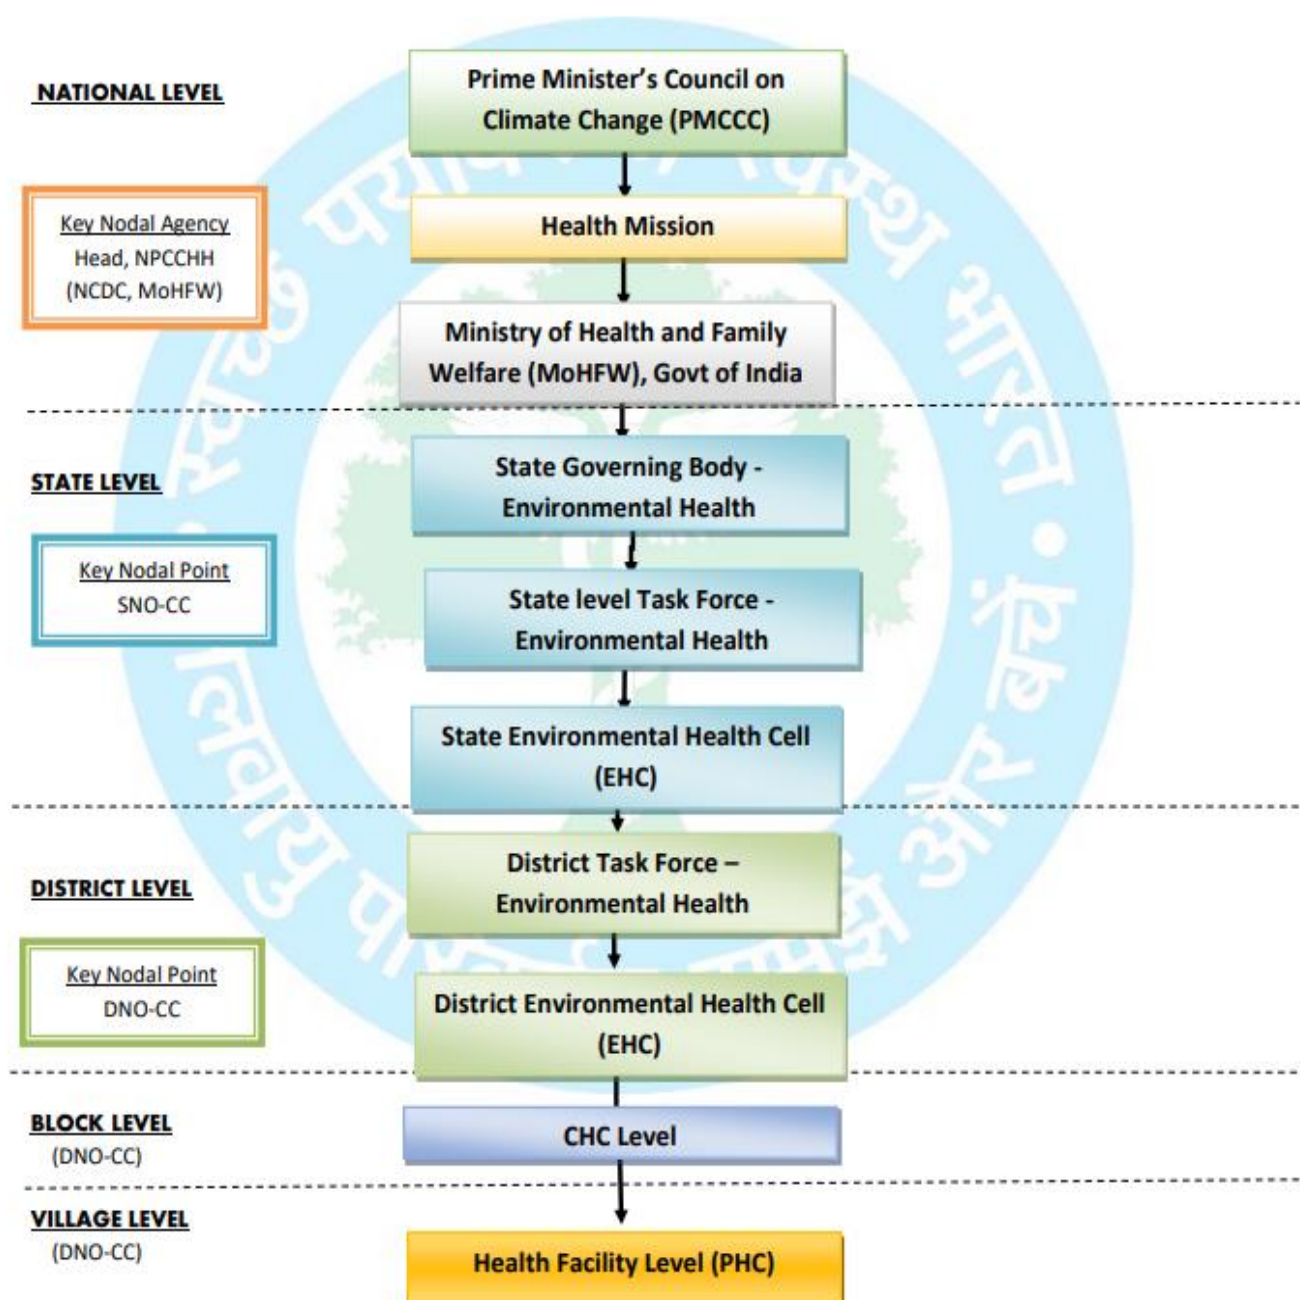 NATIONAL LEVEL
Prime Minister's Council on
Climate Change (PMCCC)
Key Nodal Agency
Head, NPCCHH
(NCDC, MoHFW)
Health Mission
Ministry of Health and Family
Welfare (MoHFW), Govt of India
STATE LEVEL
State Governing Body -
Environmental Health
Key Nodal Point
SNO-CC
State level Task Force -
Environmental Health
State Environmental Health Cell
(EHC)
DISTRICT LEVEL
District Task Force –
Environmental Health
Key Nodal Point
DNO-CC
District Environmental Health Cell
(EHC)
BLOCK LEVEL
(DNO-CC)
CHC Level
VILLAGE LEVEL
(DNO-CC)
Health Facility Level (PHC)
स्वच्छ भारत
और बचें